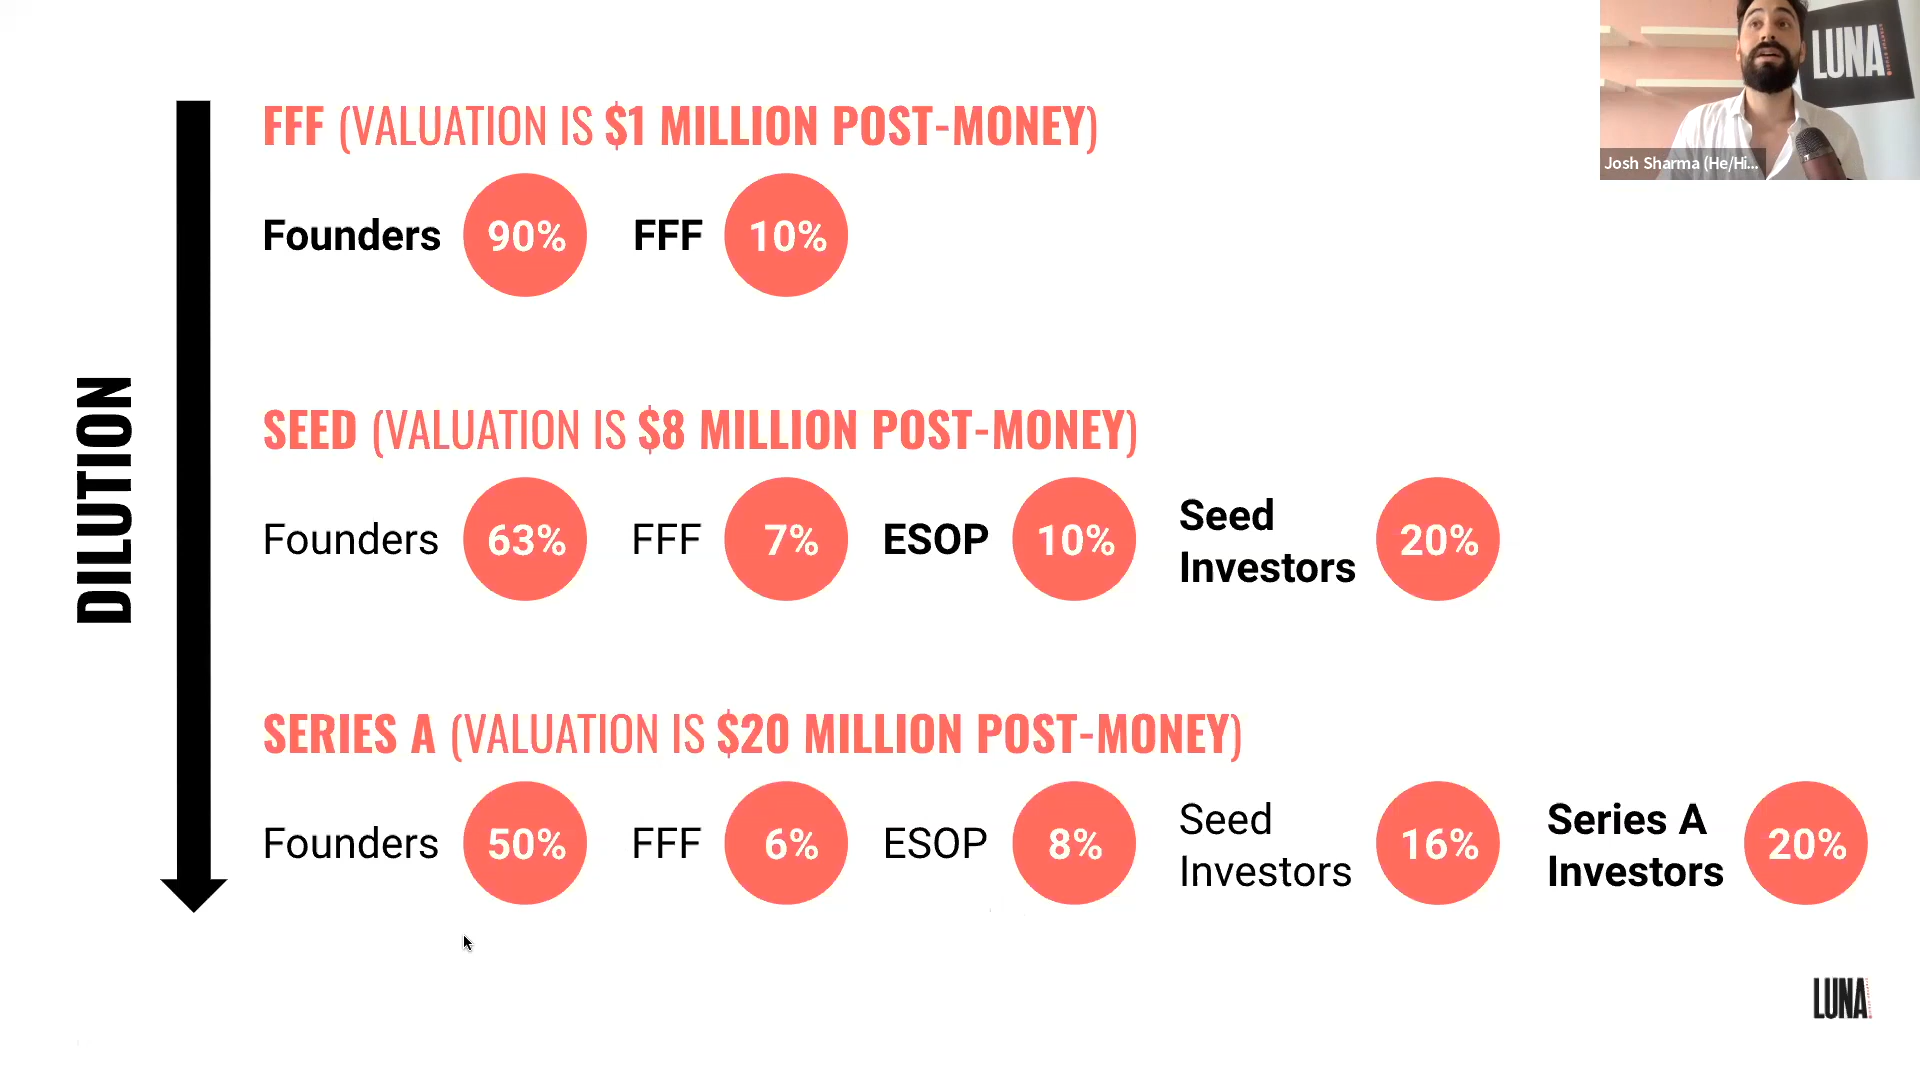 LUNA
Josh Sharma (He/Hi...
DILUTION
FFF (VALUATION IS $1 MILLION POST-MONEY)
Founders 90% FFF 10%
SEED (VALUATION IS $8 MILLION POST-MONEY)
Founders 63% FFF 7% ESOP 10% Seed Investors 20%
SERIES A (VALUATION IS $20 MILLION POST-MONEY)
Founders 50% FFF 6% ESOP 8% Seed Investors 16% Series A Investors 20%
LUNA